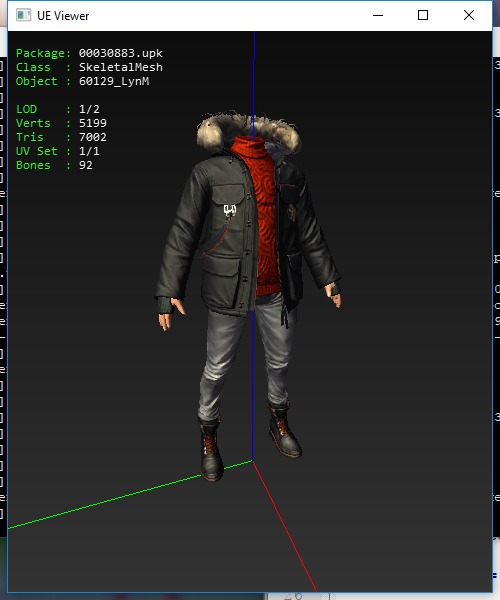 UE Viewer
Package: 00030883.upk
Class  : SkeletalMesh
Object : 60129_LynM
LOD    : 1/2
Verts  : 5199
Tris   : 7002
UV Set : 1/1
Bones  : 92
26